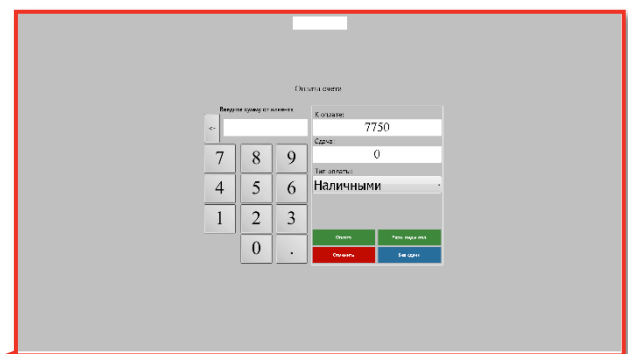 Оплата счета
Введите сумму от клиента
<-
7 8 9
4 5 6
1 2 3
0 .
К оплате:
7750
Сдача:
0
Тип оплаты:
Наличными
Оплата
Отменить
Без сдачи